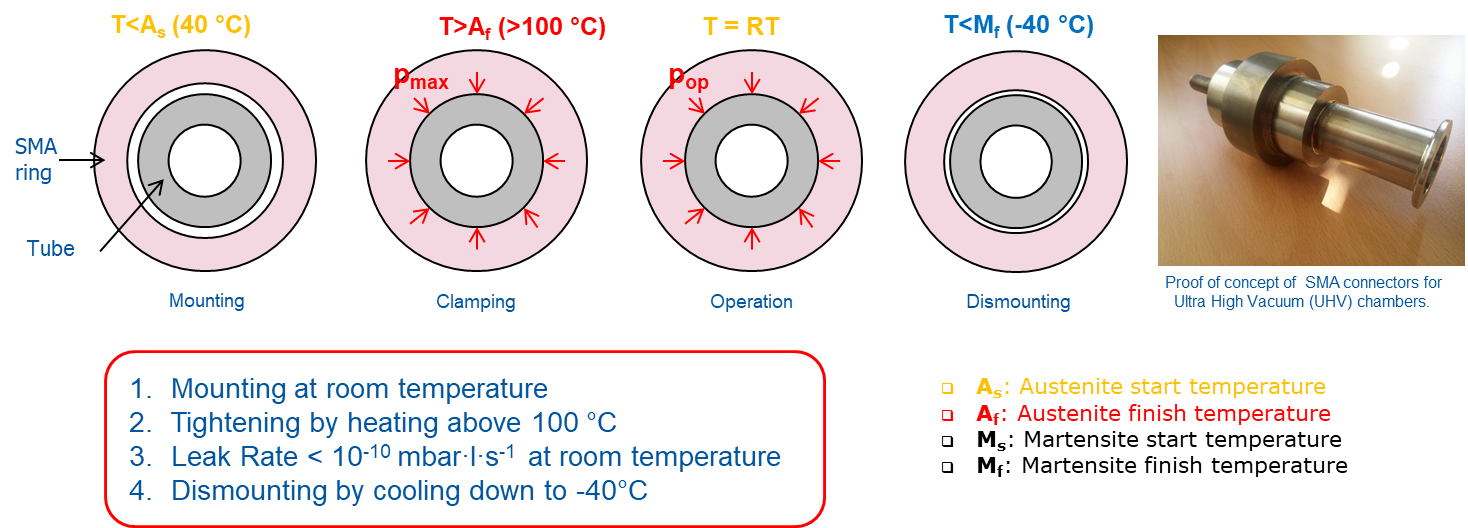 T<As (40 °C)
T>Af (>100 °C)
T = RT
T<Mf (-40 °C)
pmax
pop
SMA
ring
Tube
Mounting
Clamping
Operation
Dismounting
Proof of concept of SMA connectors for
Ultra High Vacuum (UHV) chambers.
1. Mounting at room temperature
2. Tightening by heating above 100 °C
3. Leak Rate < 10-10 mbar·l·s-1 at room temperature
4. Dismounting by cooling down to -40°C
❑ As: Austenite start temperature
❑ Af: Austenite finish temperature
❑ Ms: Martensite start temperature
❑ Mf: Martensite finish temperature